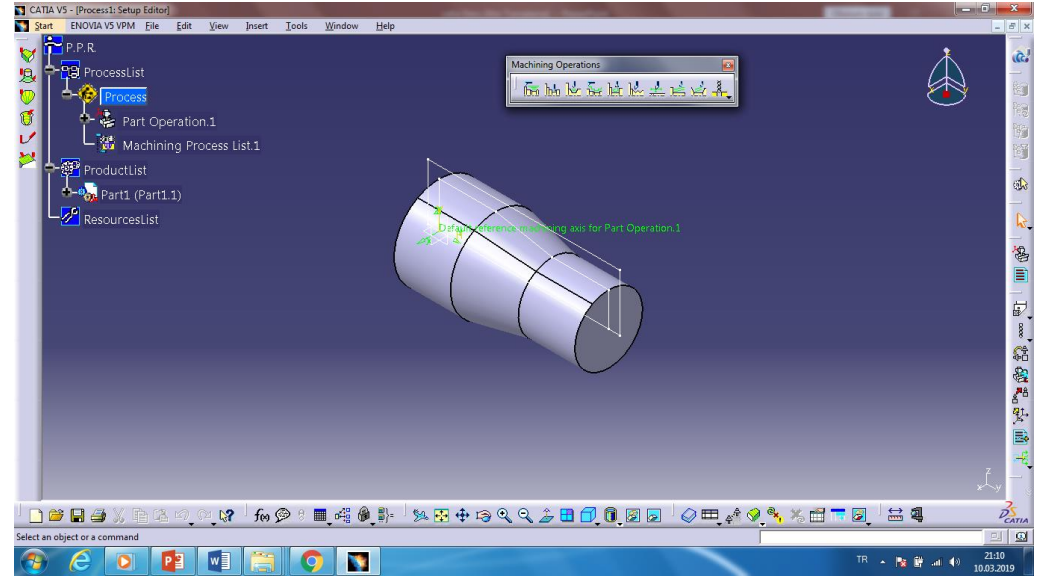 CATIA V5 - [Process1: Setup Editor]
Start ENOVIA V5 VPM File Edit View Insert Tools Window Help
P.P.R.
ProcessList
Process
Part Operation.1
Machining Process List.1
ProductList
Part1 (Part1.1)
ResourcesList
Machining Operations
Default reference machining axis for Part Operation.1
z
x y
f(x)
DS
CATIA
Select an object or a command
TR
21:10
10.03.2019